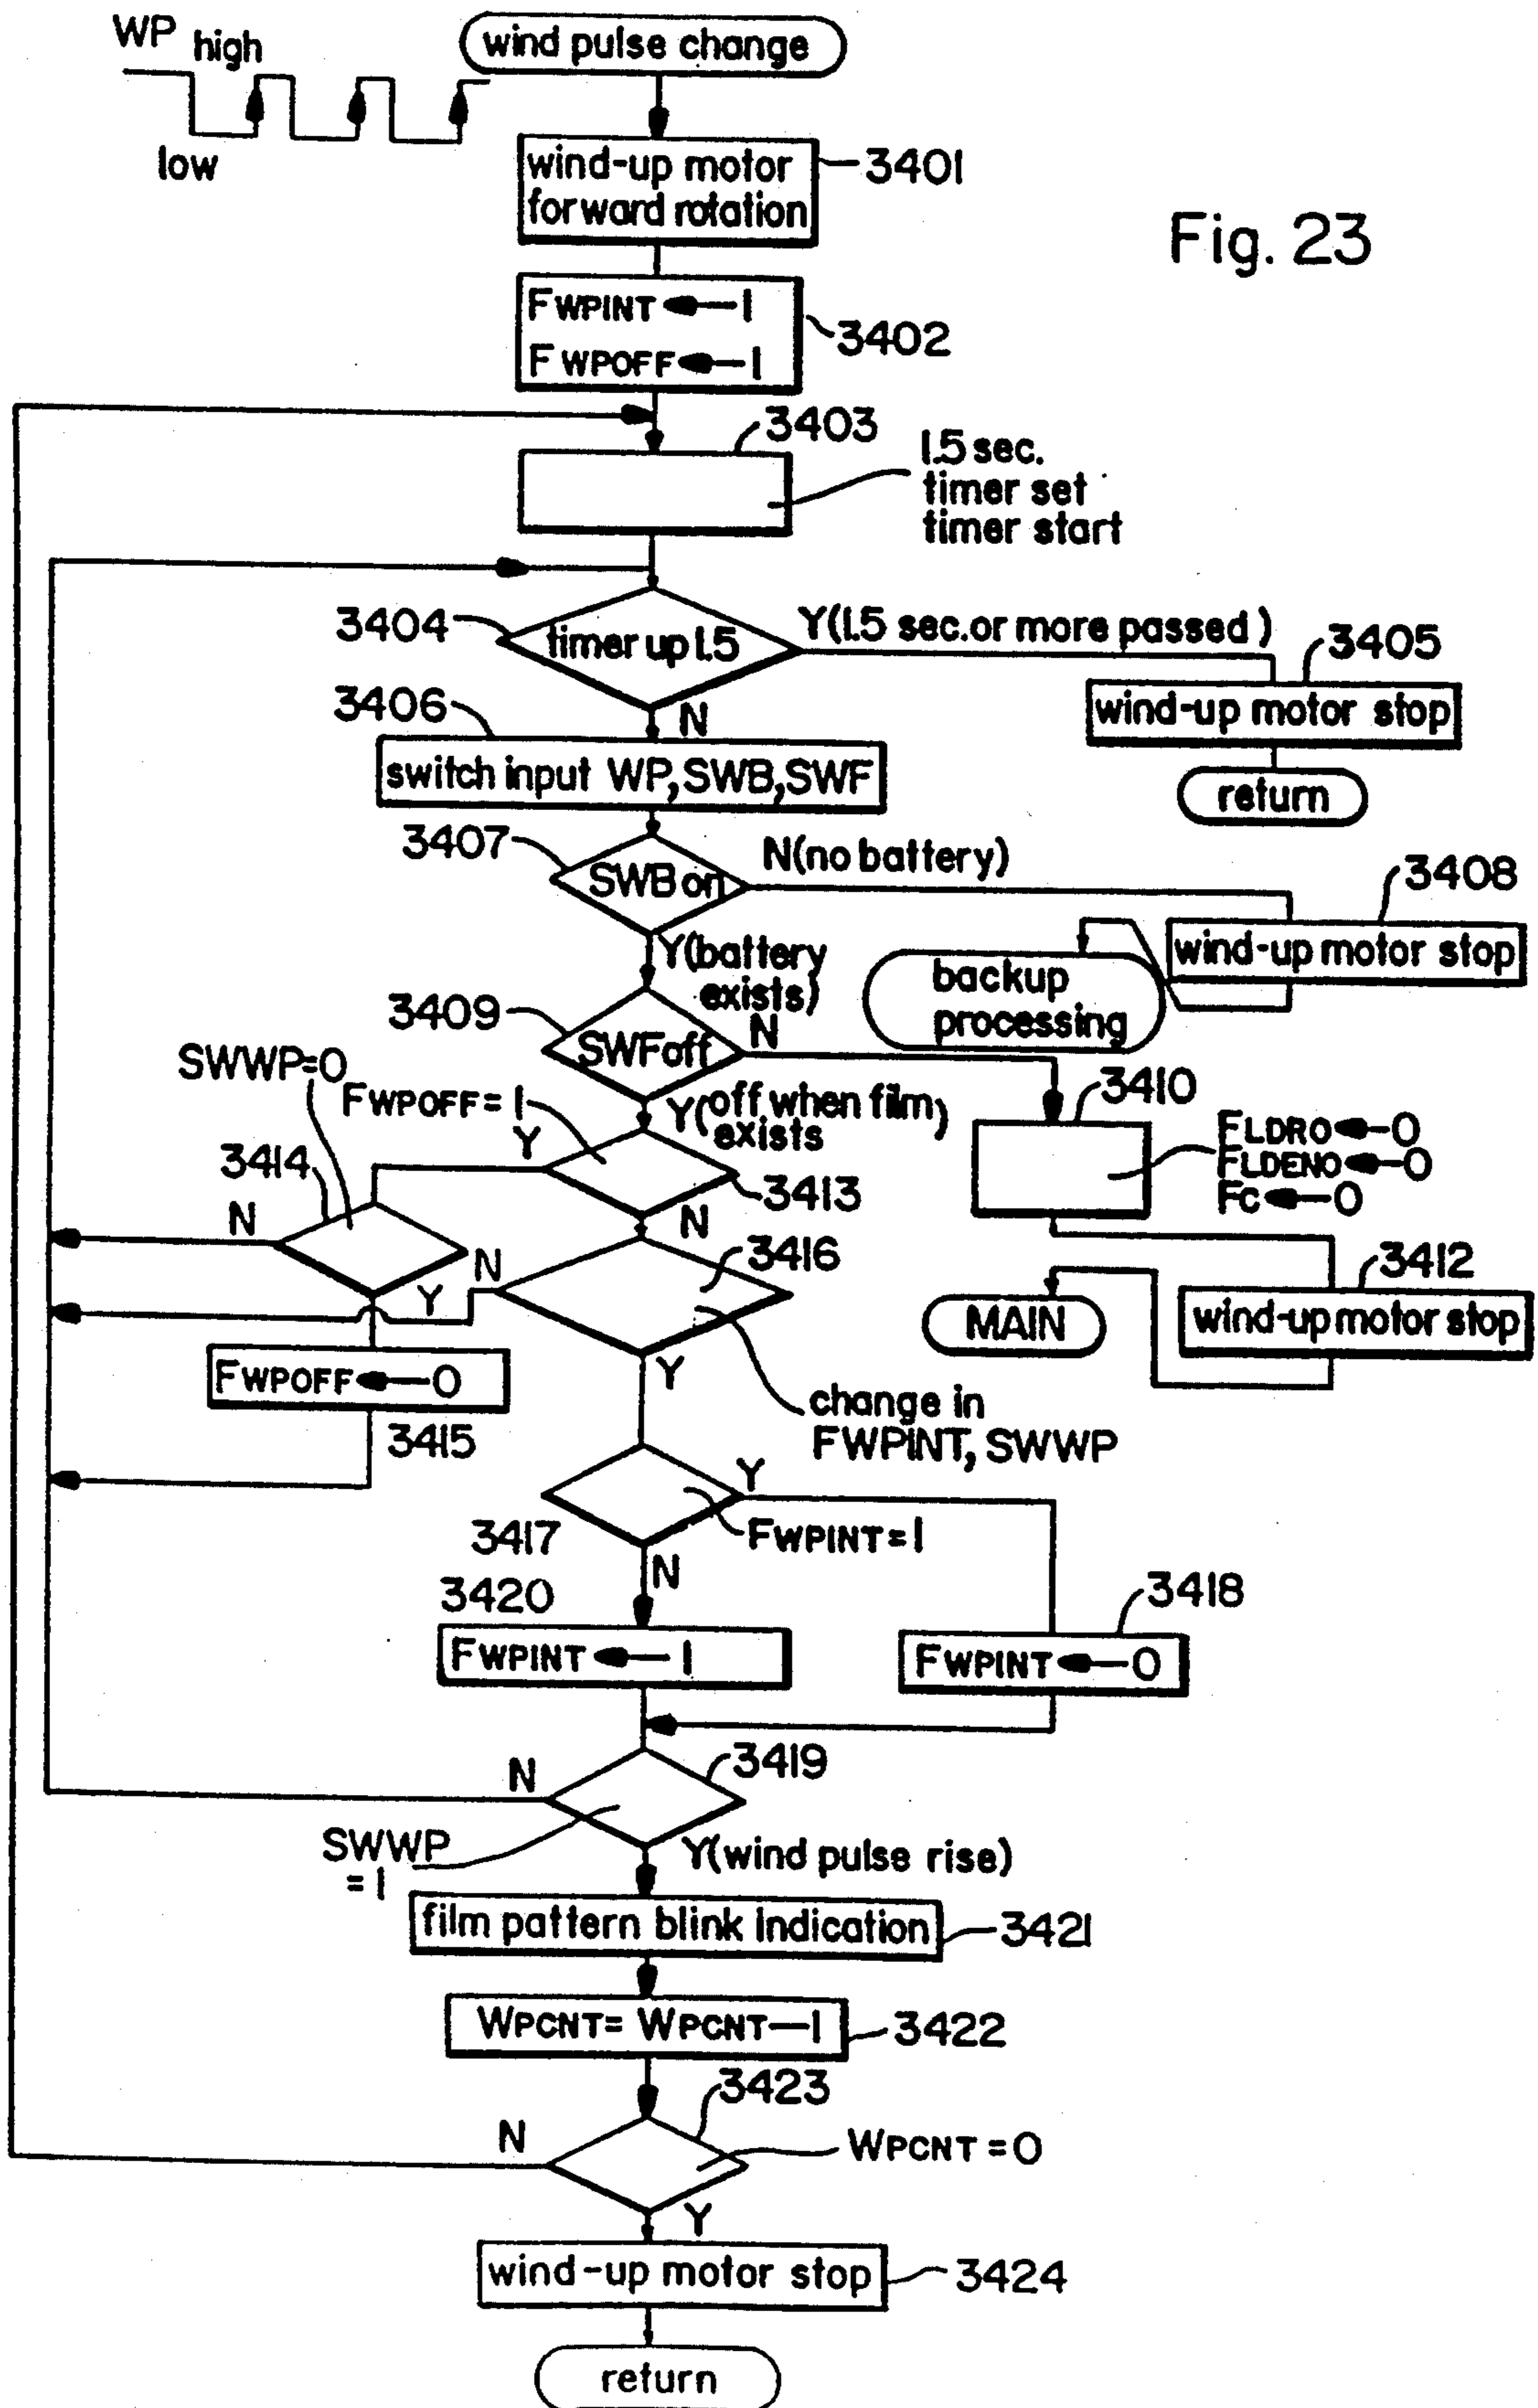 WP high
low
wind pulse change
wind-up motor
forward rotation
3401
Fig. 23
FWPINT ← 1
FWPOFF ← 1
3402
3403
1.5 sec.
timer set
timer start
3404
timer up 1.5
Y(1.5 sec. or more passed)
3405
wind-up motor stop
return
N
3406
switch input WP, SWB, SWF
3407
SWB on
N(no battery)
3408
wind-up motor stop
backup
processing
Y(battery
exists)
3409
SWF off
N
3410
FLDRO ← 0
FLDENO ← 0
FC ← 0
3412
wind-up motor stop
MAIN
Y(off when film)
exists
SWWP=0
FWPOFF = 1
Y
3413
N
3414
N
Y
3416
N
Y
change in
FWPINT, SWWP
FWPOFF ← 0
3415
3417
Y
FWPINT = 1
N
3420
FWPINT ← 1
3418
FWPINT ← 0
3419
N
SWWP
= 1
Y(wind pulse rise)
film pattern blink indication
3421
WPCNT = WPCNT — 1
3422
3423
N
WPCNT = 0
Y
wind-up motor stop
3424
return